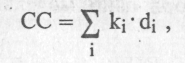 CC = ∑ᵢ kᵢ · dᵢ ,